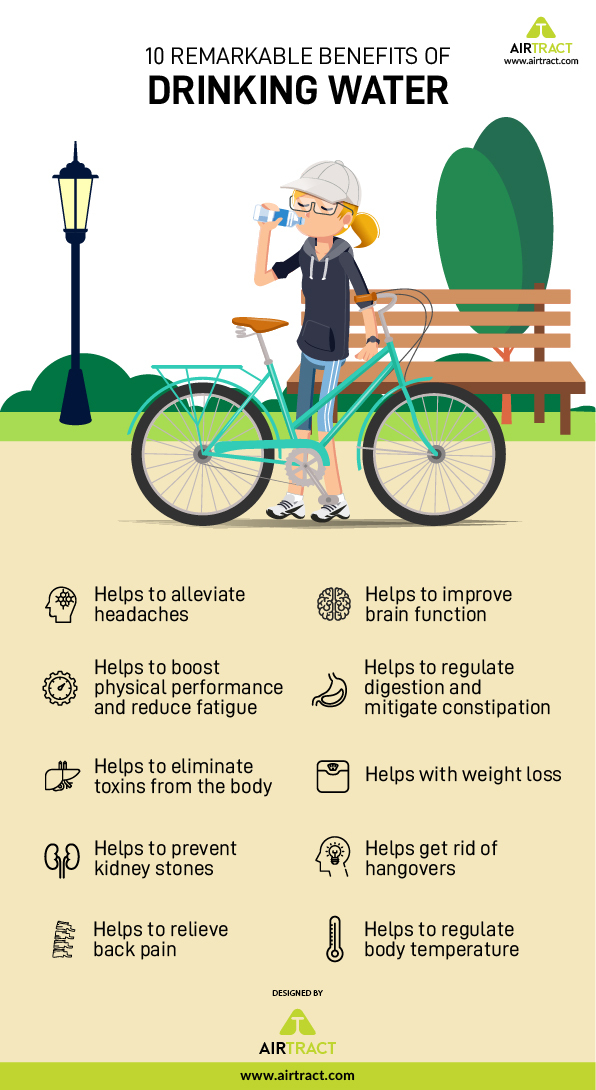 10 REMARKABLE BENEFITS OF
DRINKING WATER
AIRTRACT
www.airtract.com
Helps to alleviate
headaches
Helps to improve
brain function
Helps to boost
physical performance
and reduce fatigue
Helps to regulate
digestion and
mitigate constipation
Helps to eliminate
toxins from the body
Helps with weight loss
Helps to prevent
kidney stones
Helps get rid of
hangovers
Helps to relieve
back pain
Helps to regulate
body temperature
DESIGNED BY
AIRTRACT
www.airtract.com